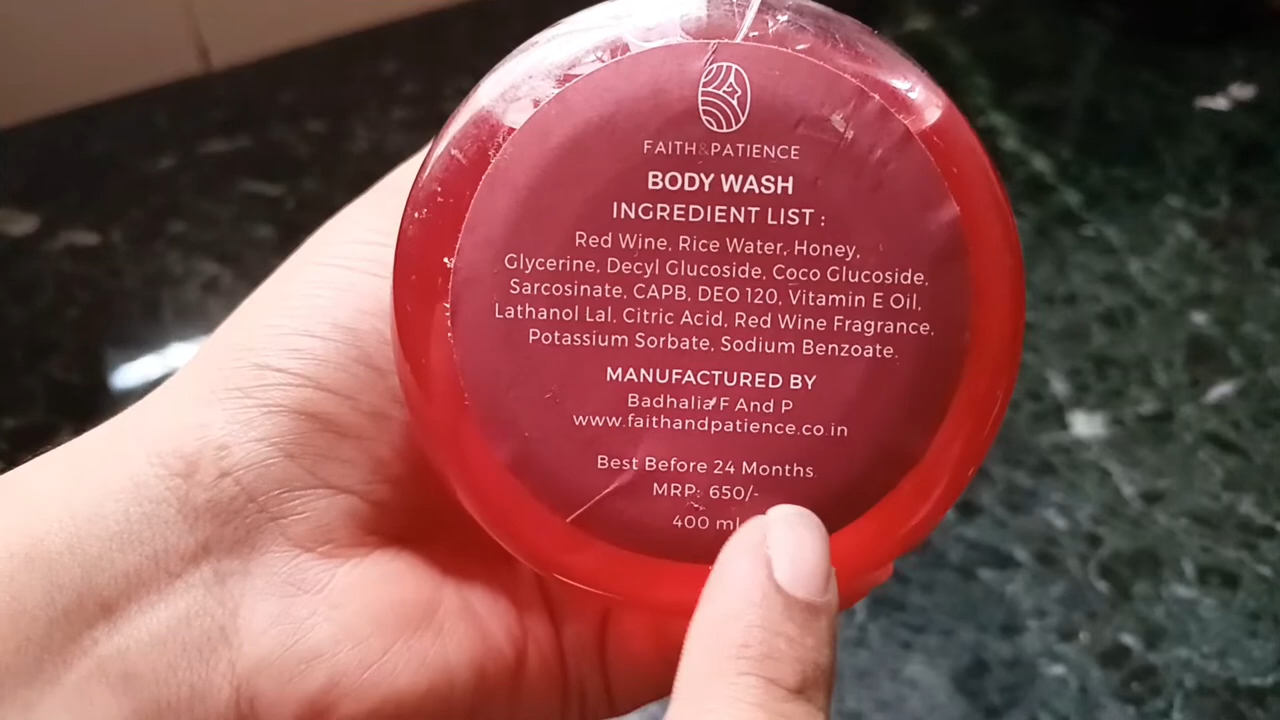 FAITH&PATIENCE
BODY WASH
INGREDIENT LIST :
Red Wine, Rice Water, Honey,
Glycerine, Decyl Glucoside, Coco Glucoside,
Sarcosinate, CAPB, DEO 120, Vitamin E Oil,
Lathanol Lal, Citric Acid, Red Wine Fragrance,
Potassium Sorbate, Sodium Benzoate.
MANUFACTURED BY
Badhalia F And P
www.faithandpatience.co.in
Best Before 24 Months.
MRP: 650/-
400 ml